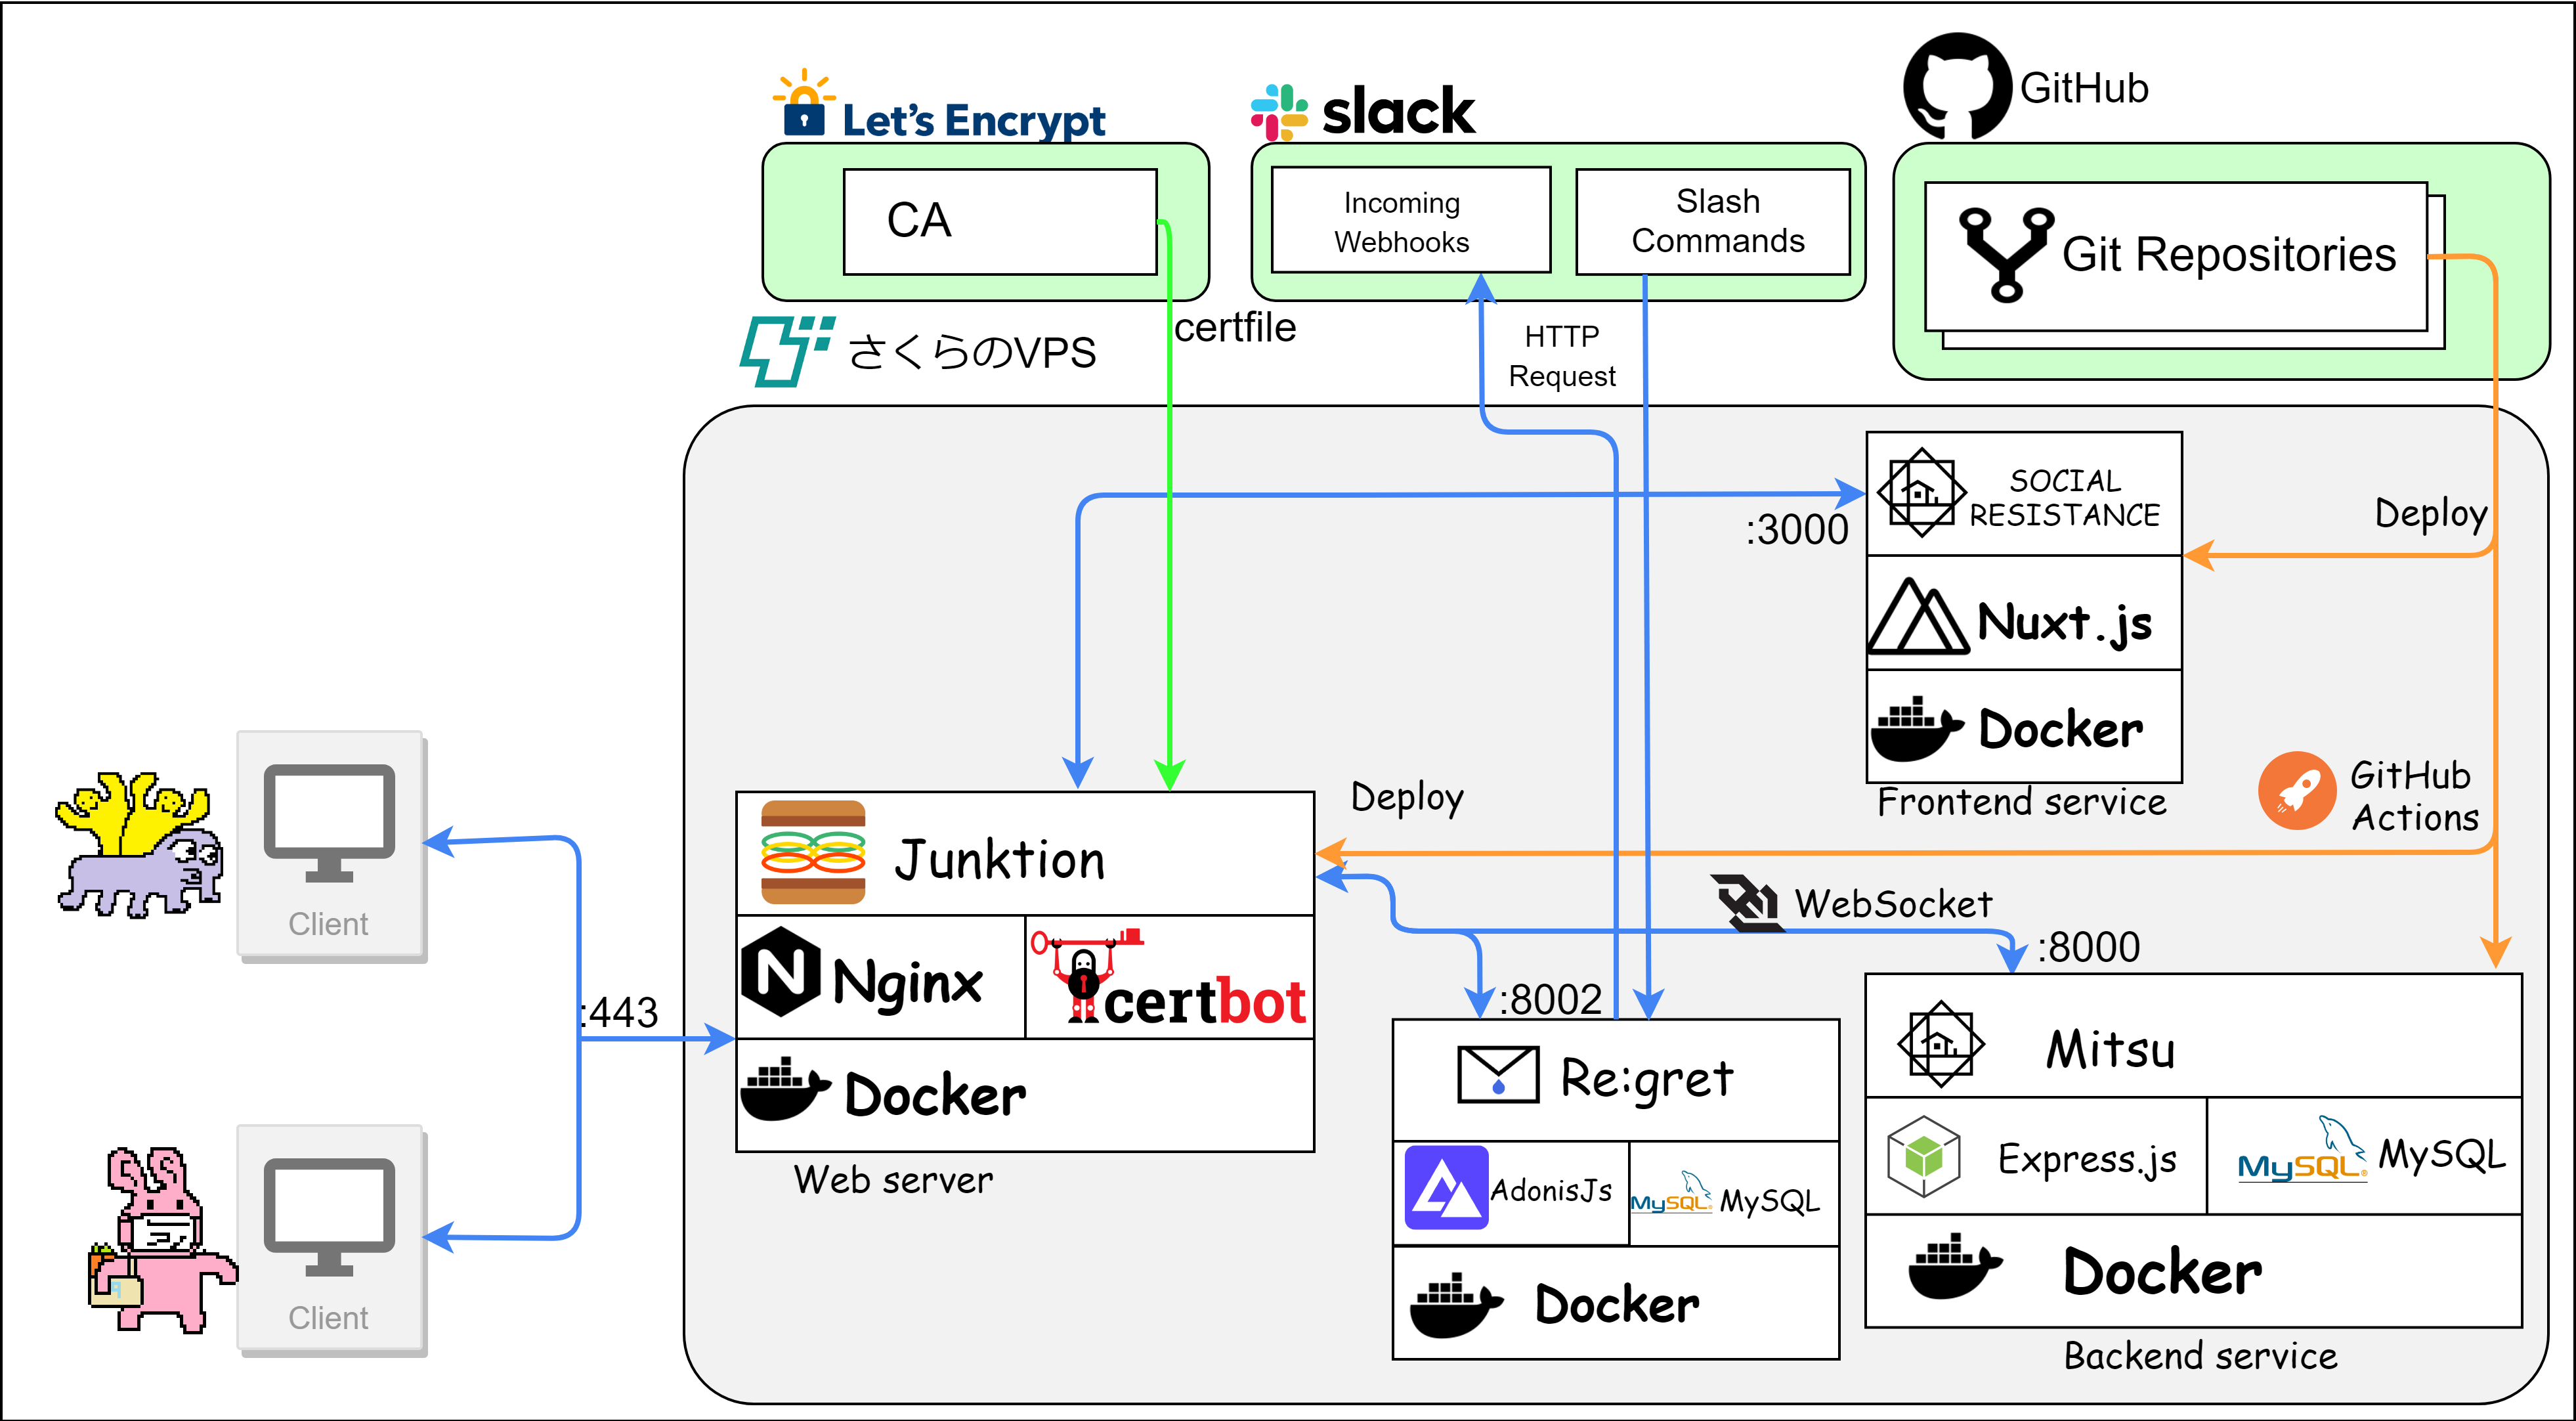 Let's Encrypt
slack
GitHub
CA
Incoming
Webhooks
Slash
Commands
Git Repositories
certfile
さくらのVPS
HTTP
Request
SOCIAL
RESISTANCE
:3000
Deploy
Nuxt.js
Docker
Frontend service
GitHub
Actions
Deploy
Client
Junktion
WebSocket
:8000
Nginx
certbot
:443
:8002
Docker
Web server
Re:gret
Mitsu
AdonisJs
MySQL
MySQL
Express.js
MySQL
MySQL
Docker
Docker
Client
Backend service